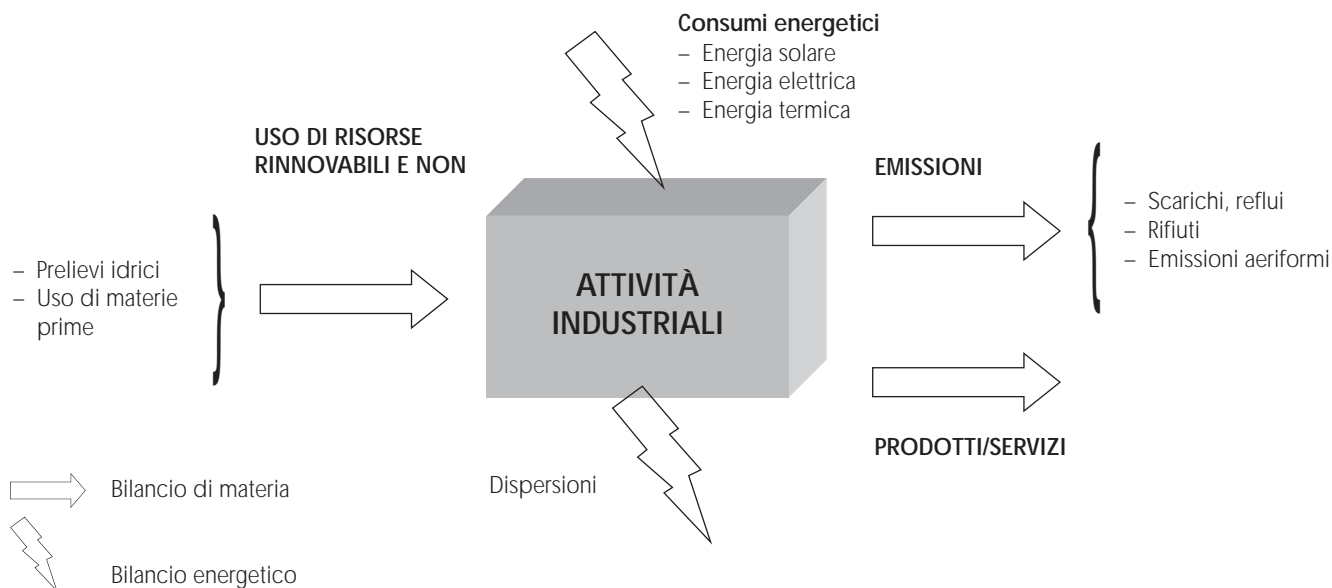 Consumi energetici
– Energia solare
– Energia elettrica
– Energia termica
USO DI RISORSE
RINNOVABILI E NON
EMISSIONI
– Prelievi idrici
– Uso di materie
prime
ATTIVITÀ
INDUSTRIALI
– Scarichi, reflui
– Rifiuti
– Emissioni aeriformi
PRODOTTI/SERVIZI
Dispersioni
Bilancio di materia
Bilancio energetico